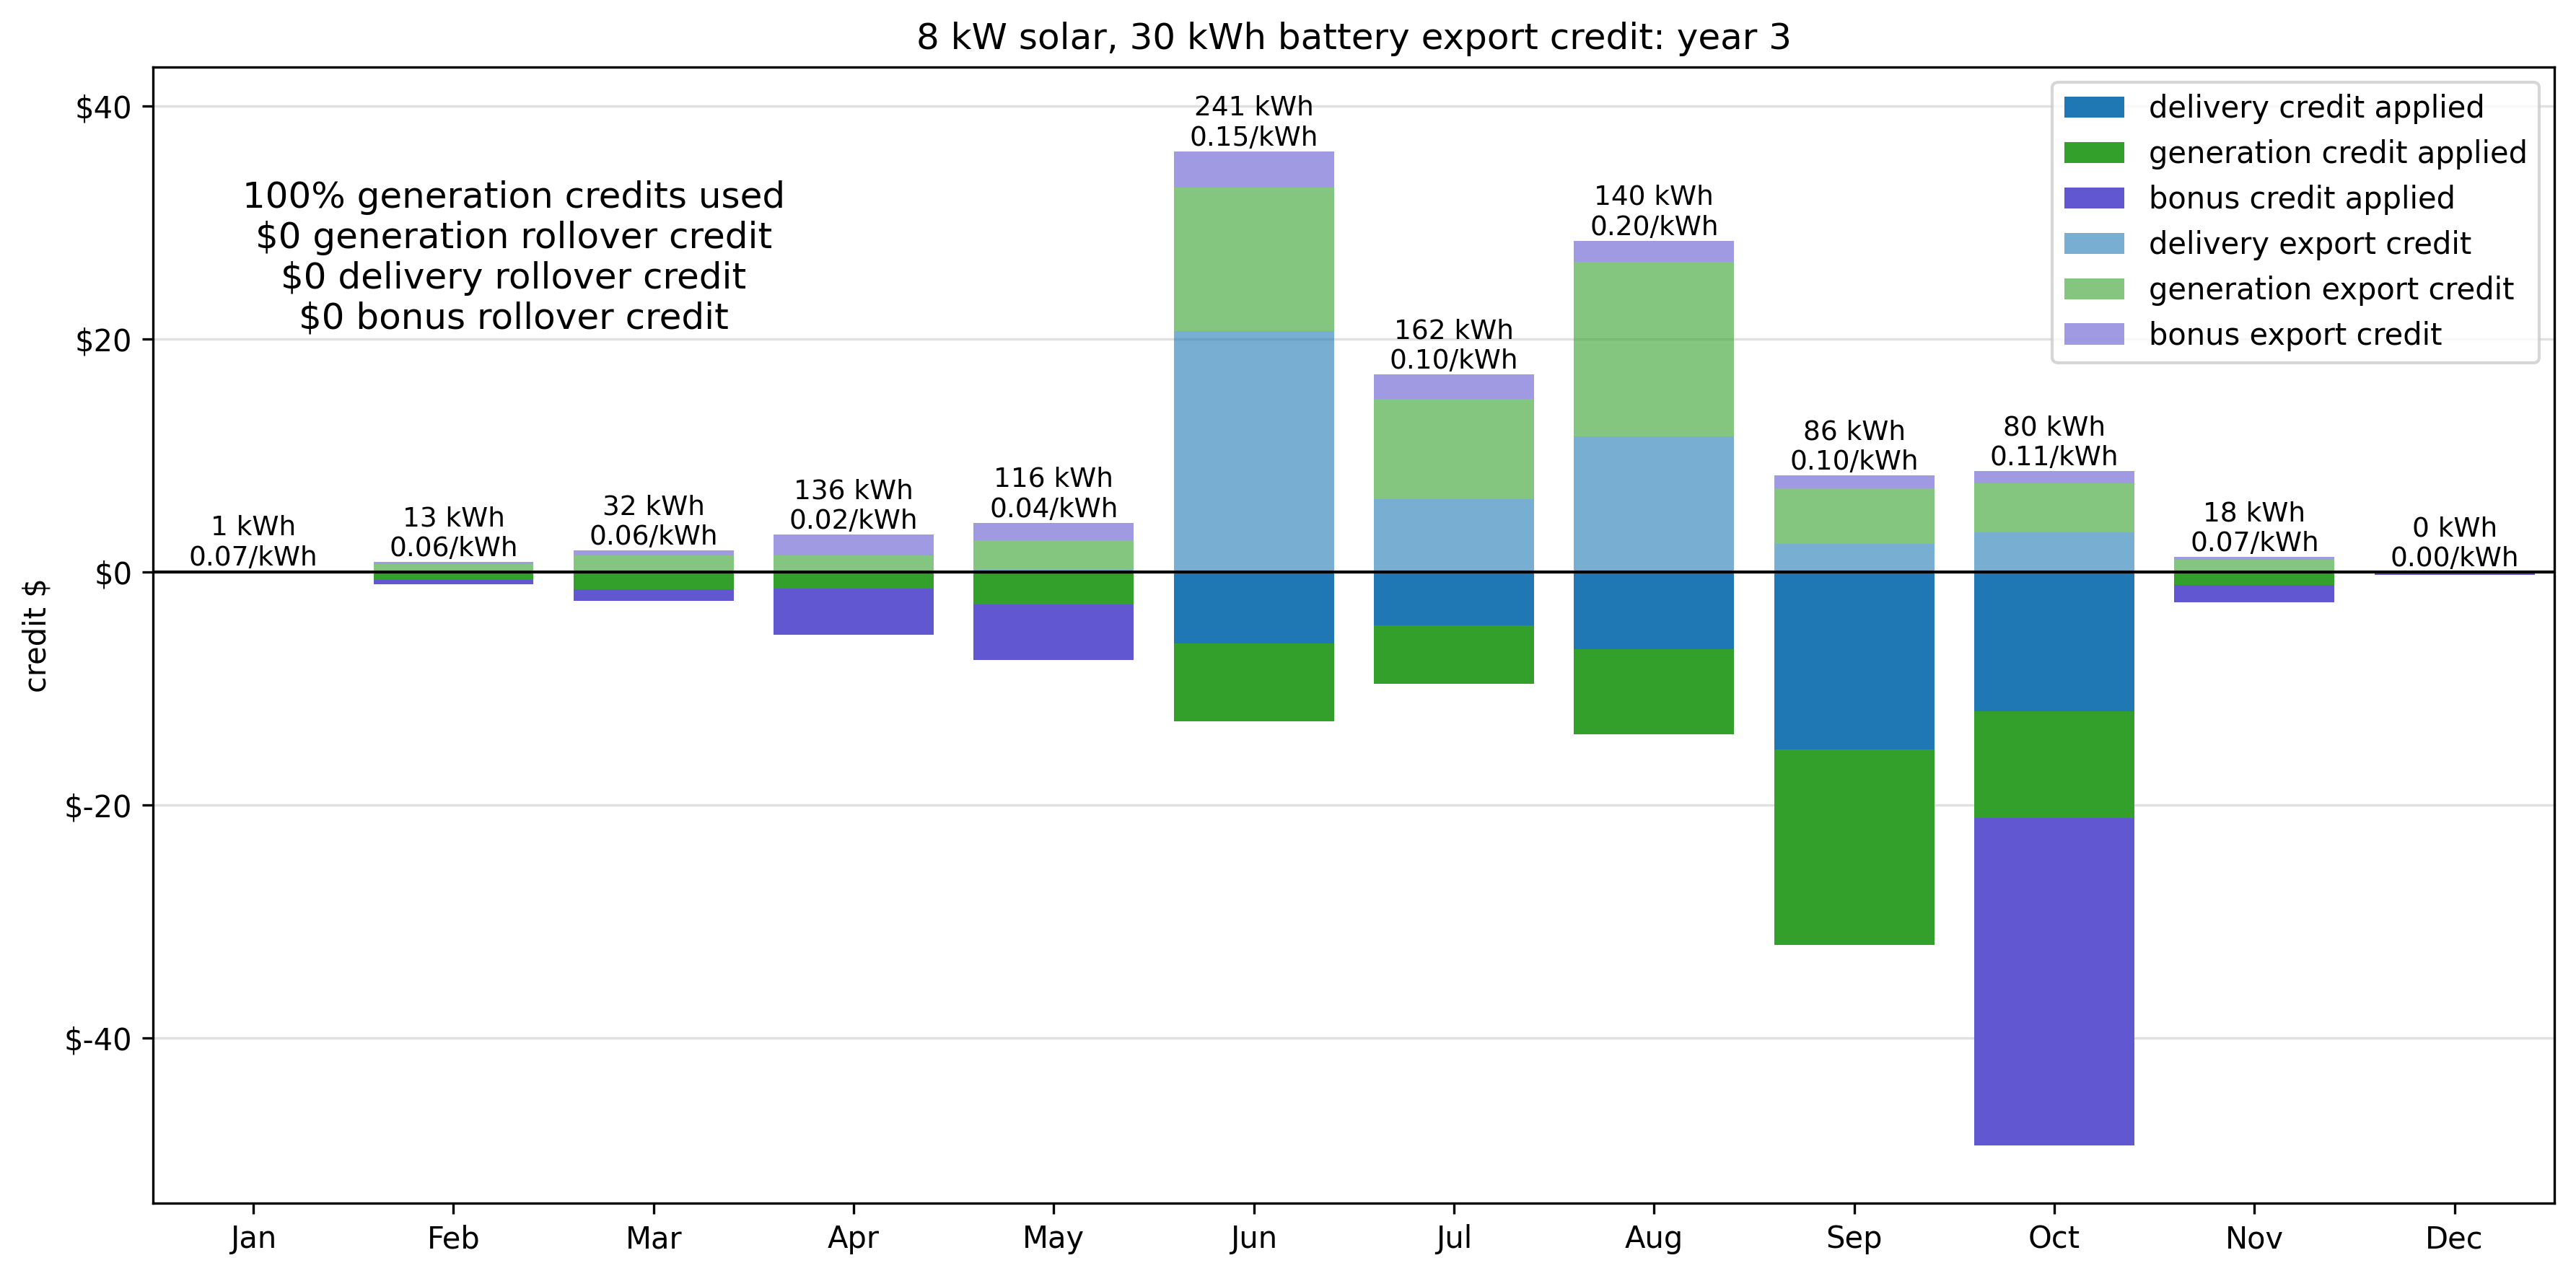 8 kW solar, 30 kWh battery export credit: year 3
$40
$20
$0
$-20
$-40
credit $
100% generation credits used
$0 generation rollover credit
$0 delivery rollover credit
$0 bonus rollover credit
delivery credit applied
generation credit applied
bonus credit applied
delivery export credit
generation export credit
bonus export credit
1 kWh
0.07/kWh
13 kWh
0.06/kWh
32 kWh
0.06/kWh
136 kWh
0.02/kWh
116 kWh
0.04/kWh
241 kWh
0.15/kWh
162 kWh
0.10/kWh
140 kWh
0.20/kWh
86 kWh
0.10/kWh
80 kWh
0.11/kWh
18 kWh
0.07/kWh
0 kWh
0.00/kWh
Jan
Feb
Mar
Apr
May
Jun
Jul
Aug
Sep
Oct
Nov
Dec